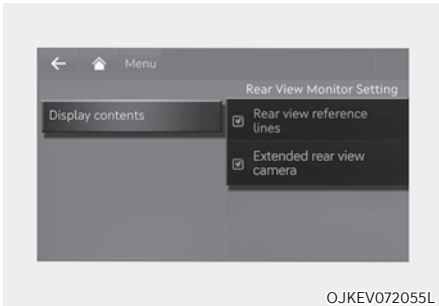 Menu
Rear View Monitor Setting
Display contents
Rear view reference
lines
Extended rear view
camera
OJKEV072055L